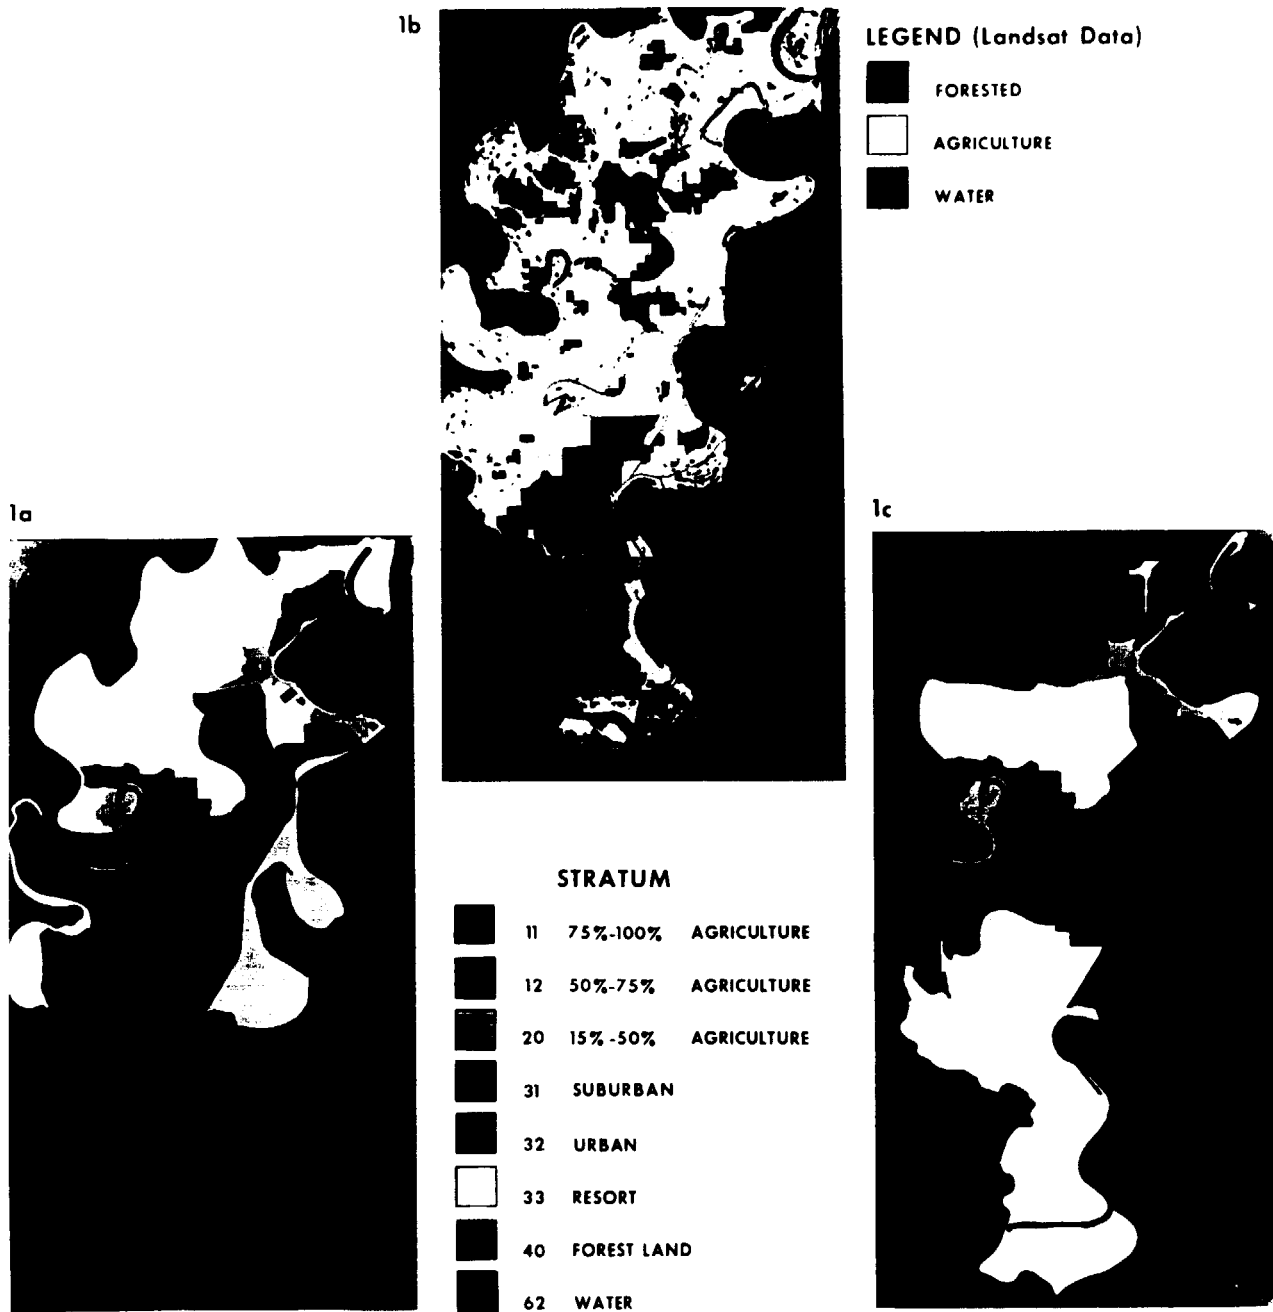 1b
LEGEND (Landsat Data)
FORESTED
AGRICULTURE
WATER
1a
1c
STRATUM
11 75%-100% AGRICULTURE
12 50%-75% AGRICULTURE
20 15%-50% AGRICULTURE
31 SUBURBAN
32 URBAN
33 RESORT
40 FOREST LAND
62 WATER